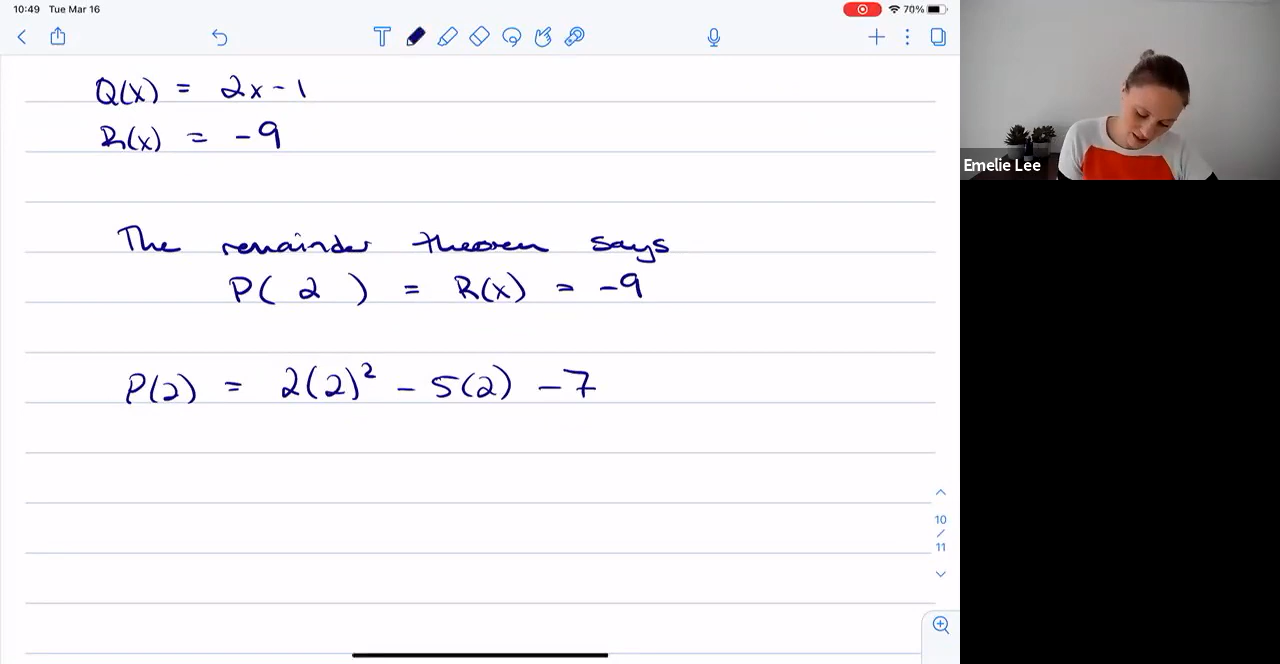 10:49 Tue Mar 16
70%
T
Q(x) = 2x - 1
R(x) = -9
Emelie Lee
The remainder theorem says
P( 2 ) = R(x) = -9
P(2) = 2(2)² - 5(2) - 7
10
/
11